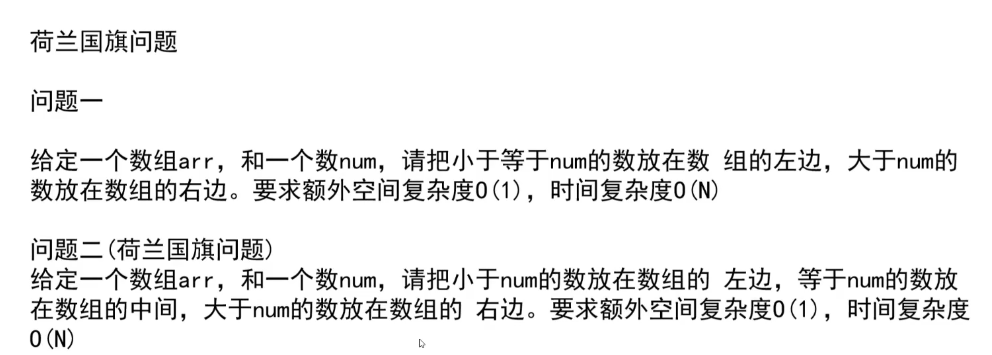 荷兰国旗问题
问题一
给定一个数组arr，和一个数num，请把小于等于num的数放在数 组的左边，大于num的
数放在数组的右边。要求额外空间复杂度O(1)，时间复杂度O(N)
问题二(荷兰国旗问题)
给定一个数组arr，和一个数num，请把小于num的数放在数组的 左边，等于num的数放
在数组的中间，大于num的数放在数组的 右边。要求额外空间复杂度O(1)，时间复杂度
O(N)